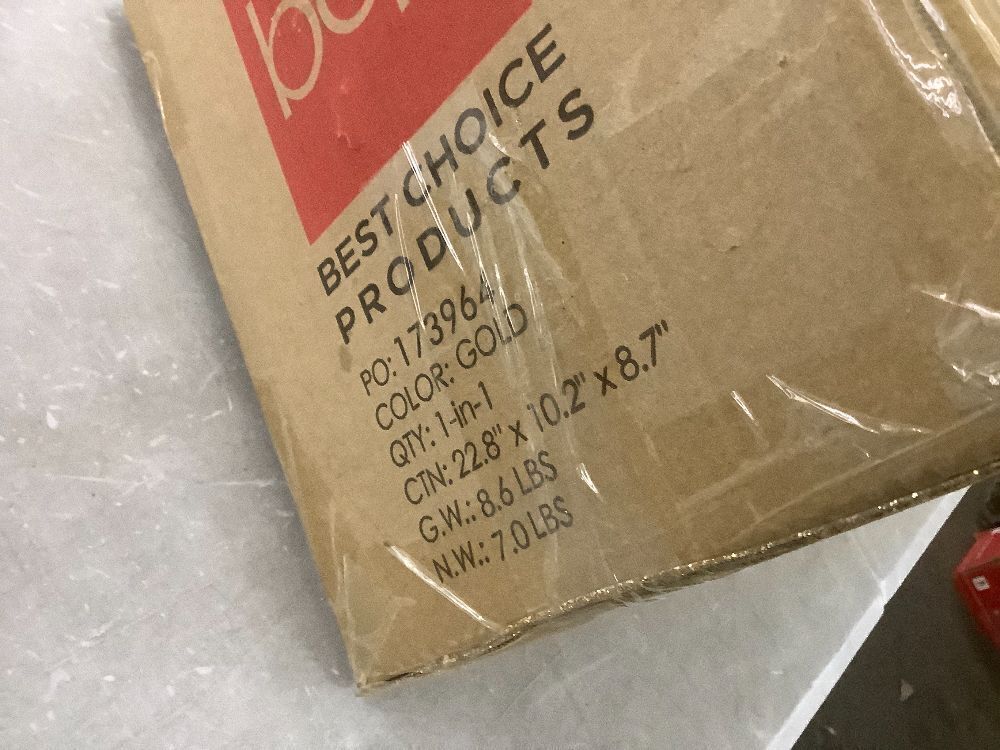 BEST CHOICE
PRODUCTS
PO: 173964
COLOR: GOLD
QTY: 1-in-1
CTN: 22.8" x 10.2" x 8.7"
G.W.: 8.6 LBS
N.W.: 7.0 LBS